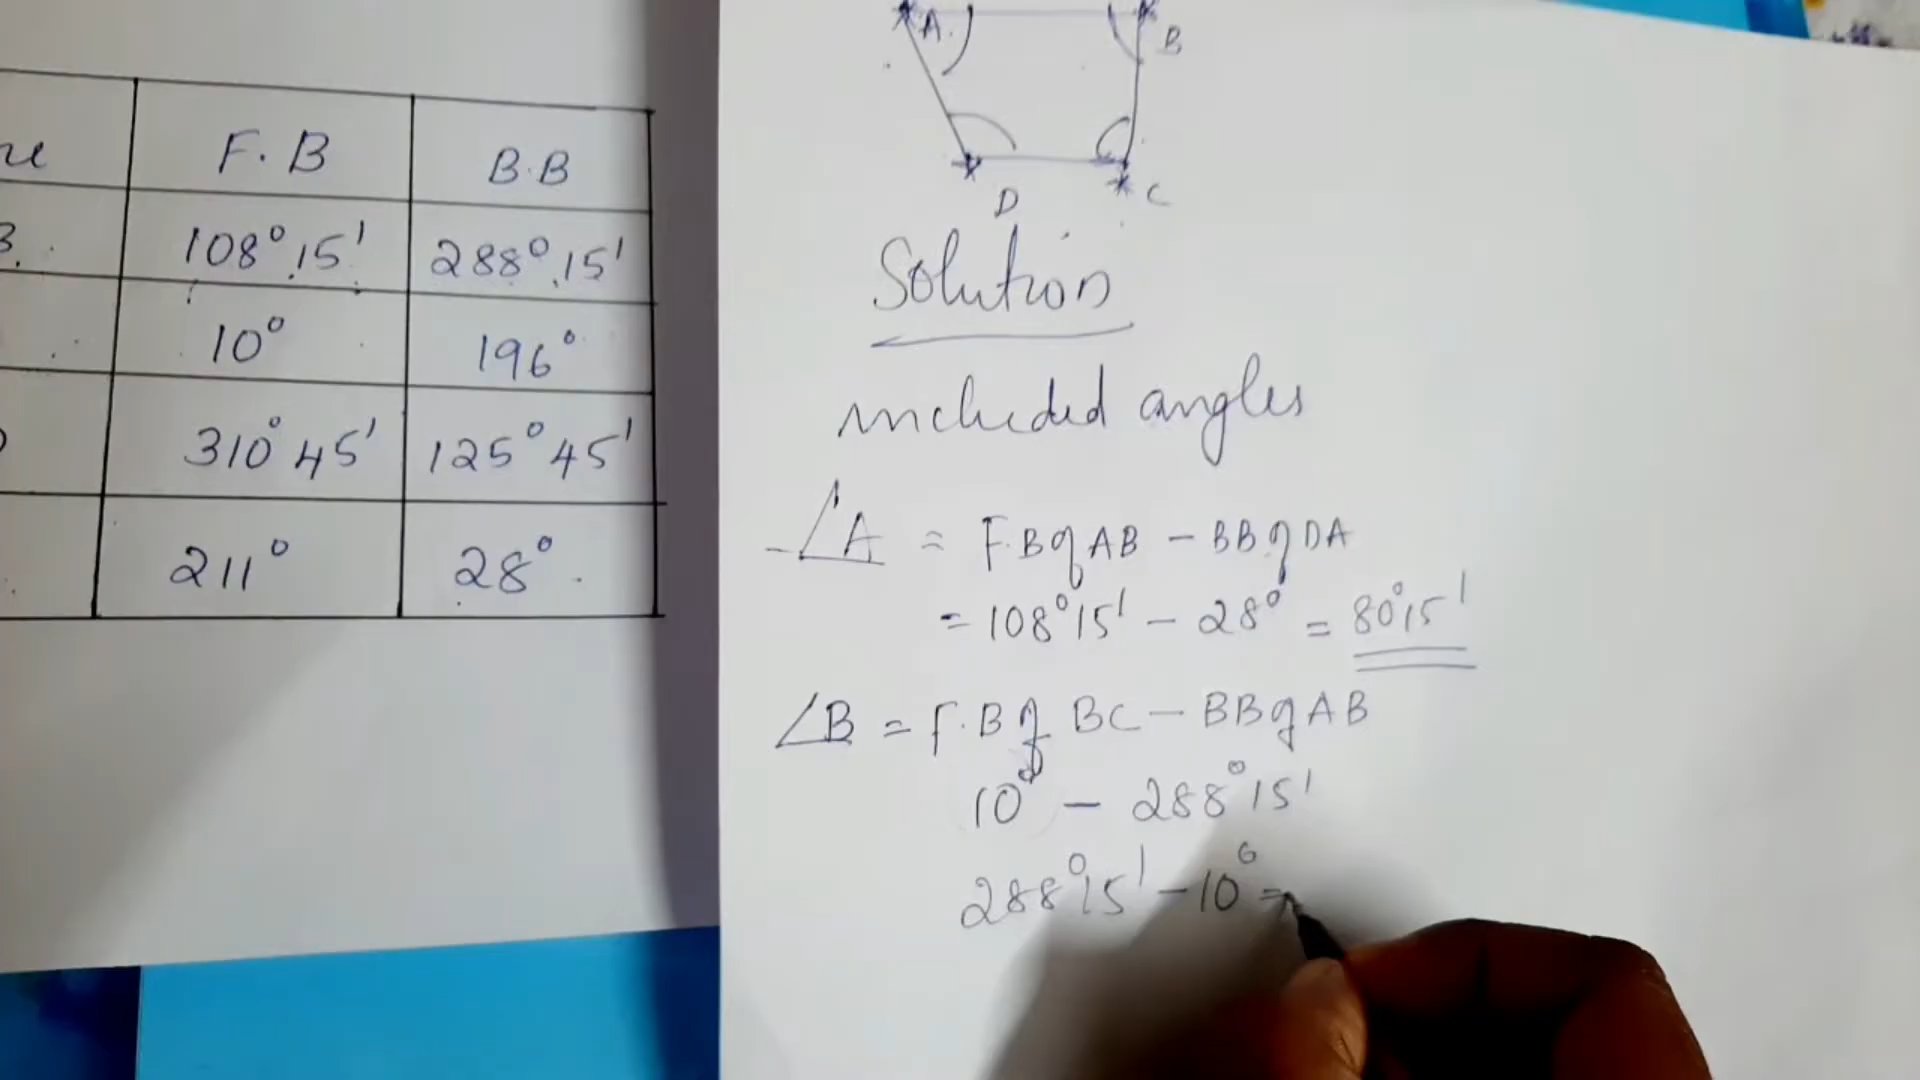 F.B B.B
108° 15' 288° 15'
10° 196°
310° 45' 125° 45'
211° 28°
A B
D C
Solution
included angles
∠A = F.B of AB - BB of DA
= 108°15' - 28° = 80°15'
∠B = F.B of BC - BB of AB
10° - 288°15'
288°15' - 10° =